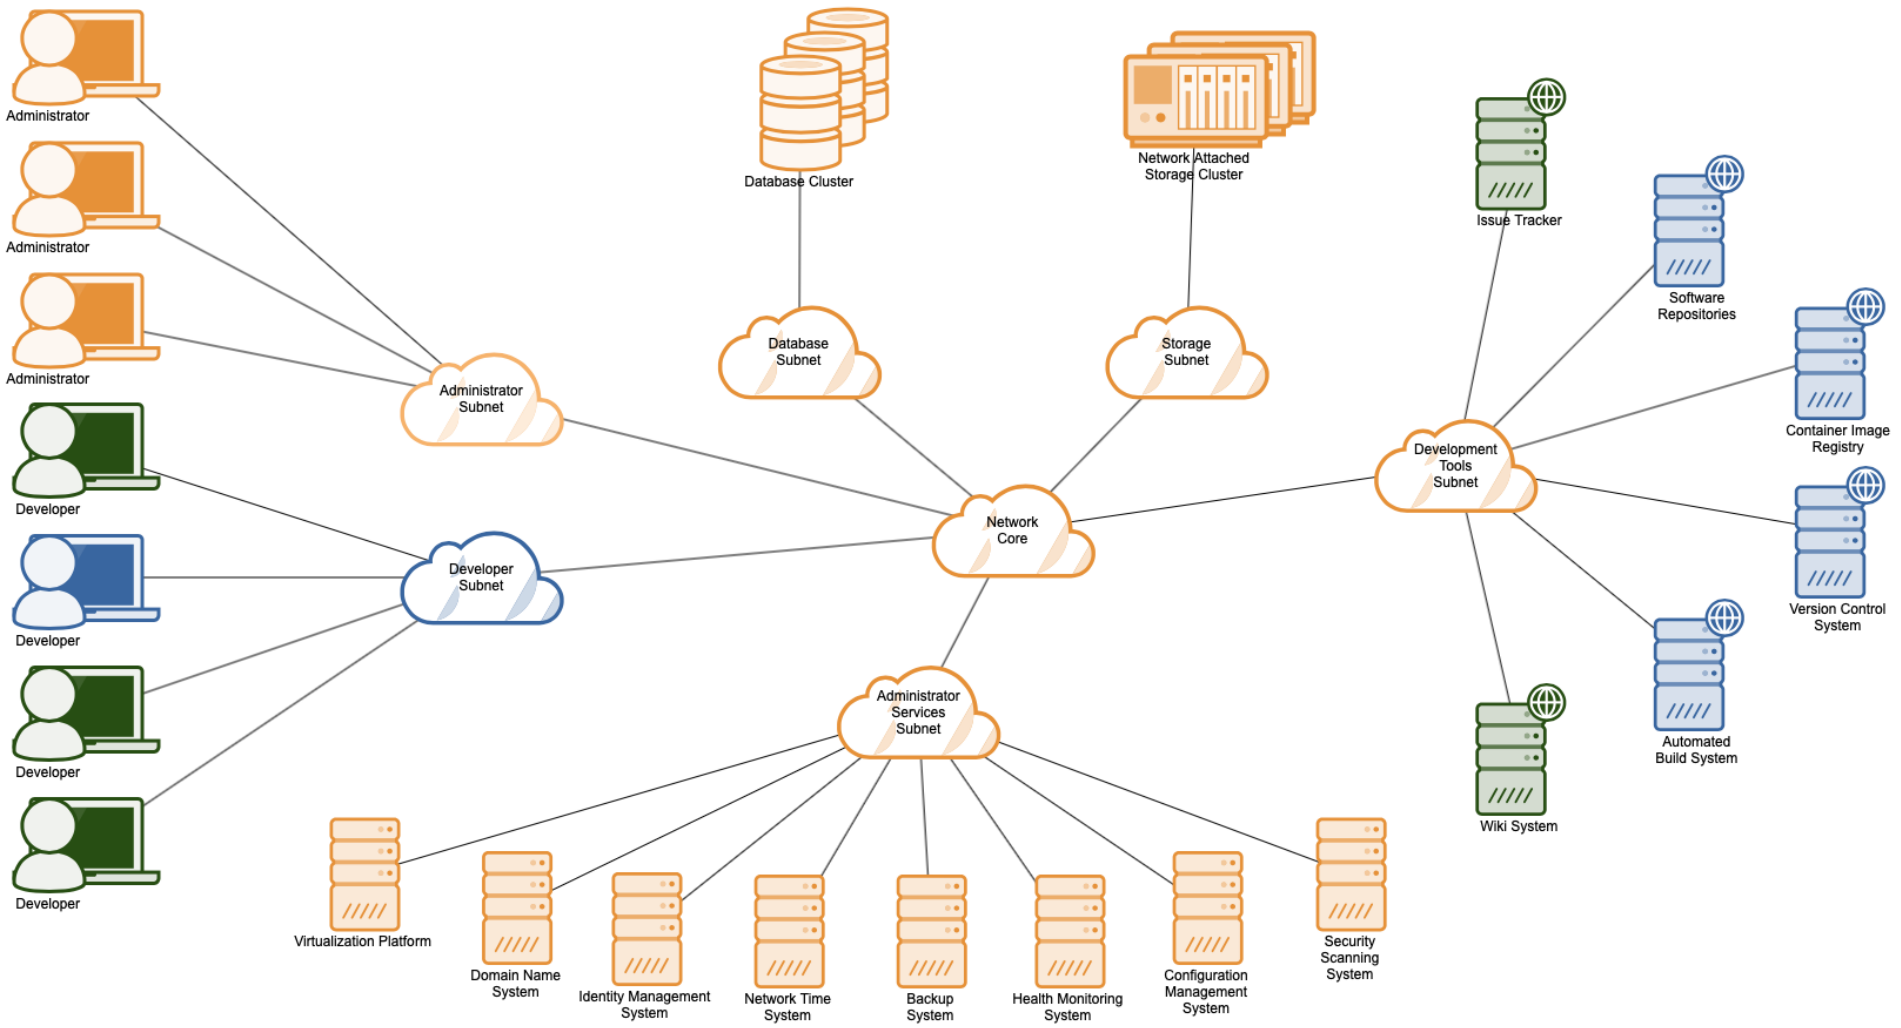 Administrator
Administrator
Administrator
Developer
Developer
Developer
Developer
Database Cluster
Network Attached
Storage Cluster
Issue Tracker
Software
Repositories
Container Image
Registry
Version Control
System
Automated
Build System
Wiki System
Administrator
Subnet
Database
Subnet
Storage
Subnet
Development
Tools
Subnet
Network
Core
Developer
Subnet
Administrator
Services
Subnet
Virtualization Platform
Domain Name
System
Identity Management
System
Network Time
System
Backup
System
Health Monitoring
System
Configuration
Management
System
Security
Scanning
System